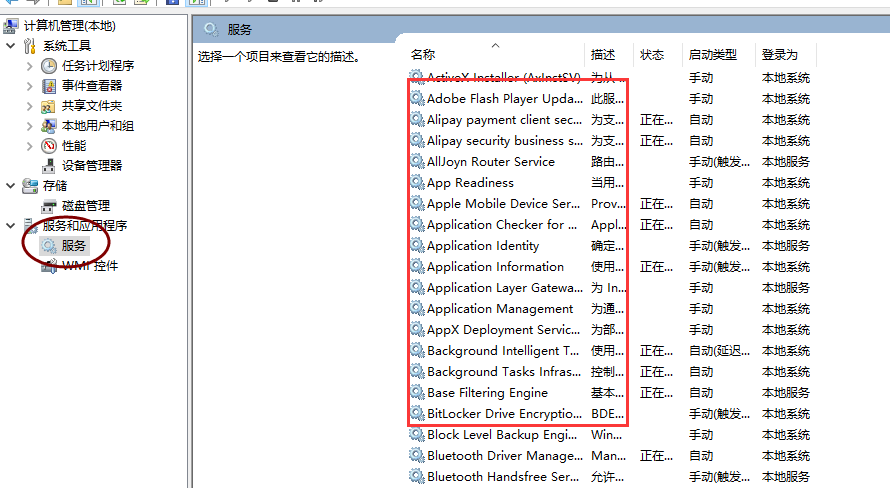 计算机管理(本地)
系统工具
任务计划程序
事件查看器
共享文件夹
本地用户和组
性能
设备管理器
存储
磁盘管理
服务和应用程序
服务
WMI 控件
服务
选择一个项目来查看它的描述。
名称 描述 状态 启动类型 登录为
ActiveX Installer (AxInstSV) 为从... 手动 本地系统
Adobe Flash Player Upda... 此服... 手动 本地系统
Alipay payment client sec... 为支... 正在... 自动 本地系统
Alipay security business s... 为支... 正在... 自动 本地系统
AllJoyn Router Service 路由... 手动(触发... 本地服务
App Readiness 当用... 手动 本地系统
Apple Mobile Device Ser... Prov... 正在... 自动 本地系统
Application Checker for ... Appl... 正在... 自动 本地系统
Application Identity 确定... 手动(触发... 本地服务
Application Information 使用... 正在... 手动(触发... 本地系统
Application Layer Gatewa... 为 In... 手动 本地服务
Application Management 为通... 手动 本地系统
AppX Deployment Servic... 为部... 手动 本地系统
Background Intelligent T... 使用... 正在... 自动(延迟... 本地系统
Background Tasks Infras... 控制... 正在... 自动 本地系统
Base Filtering Engine 基本... 正在... 自动 本地服务
BitLocker Drive Encryptio... BDE... 手动(触发... 本地系统
Block Level Backup Engi... Win... 手动 本地系统
Bluetooth Driver Manage... Man... 正在... 自动 本地系统
Bluetooth Handsfree Ser... 允许... 手动(触发... 本地服务